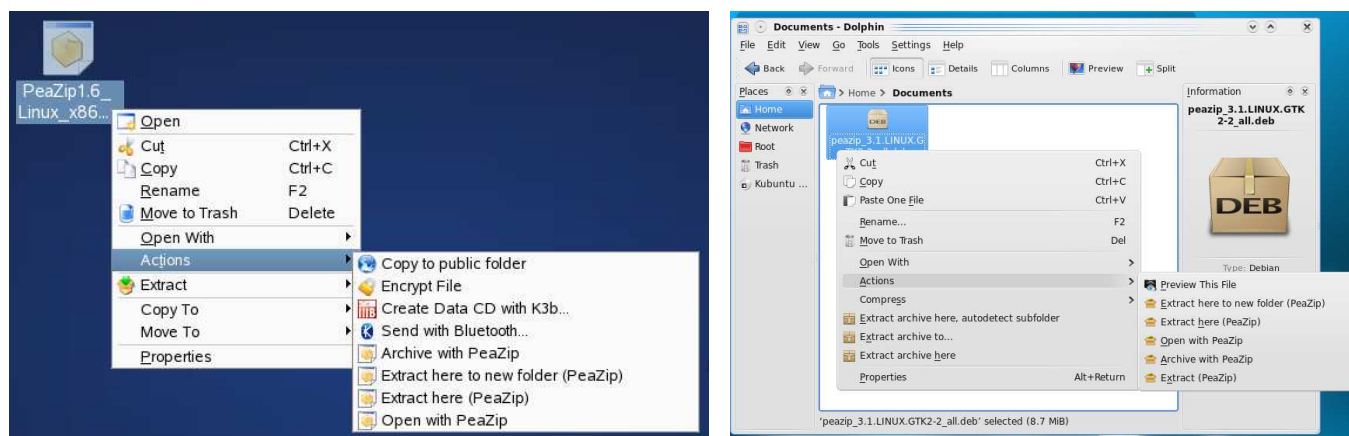 PeaZip1.6_
Linux_x86...
Open
Cut Ctrl+X
Copy Ctrl+C
Rename F2
Move to Trash Delete
Open With
Actions
Extract
Copy To
Move To
Properties
Copy to public folder
Encrypt File
Create Data CD with K3b...
Send with Bluetooth...
Archive with PeaZip
Extract here to new folder (PeaZip)
Extract here (PeaZip)
Open with PeaZip
Documents - Dolphin
File Edit View Go Tools Settings Help
Back Forward Icons Details Columns Preview Split
Places
Home
Network
Root
Trash
Kubuntu ...
> Home > Documents
DEB
peazip_3.1.LINUX.G
Cut Ctrl+X
Copy Ctrl+C
Paste One File Ctrl+V
Rename... F2
Move to Trash Del
Open With
Actions
Compress
Extract archive here, autodetect subfolder
Extract archive to...
Extract archive here
Properties Alt+Return
Preview This File
Extract here to new folder (PeaZip)
Extract here (PeaZip)
Open with PeaZip
Archive with PeaZip
Extract (PeaZip)
Information
peazip_3.1.LINUX.GTK
2-2_all.deb
DEB
Type: Debian
'peazip_3.1.LINUX.GTK2-2_all.deb' selected (8.7 MiB)